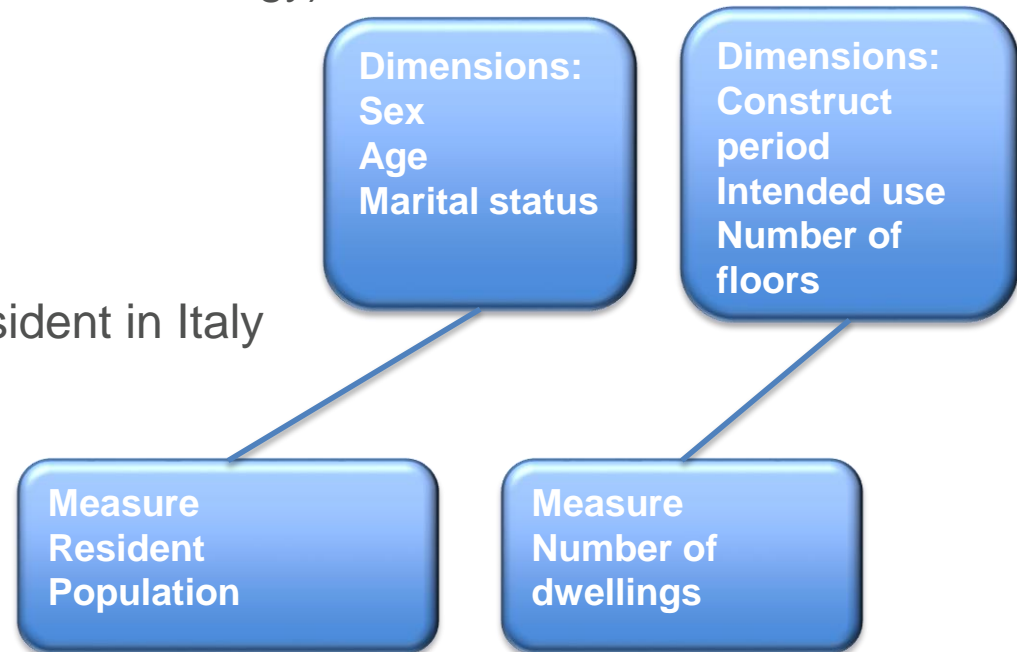 Dimensions:
Sex
Age
Marital status
Dimensions:
Construct
period
Intended use
Number of
floors
in Italy
Measure
Resident
Population
Measure
Number of
dwellings